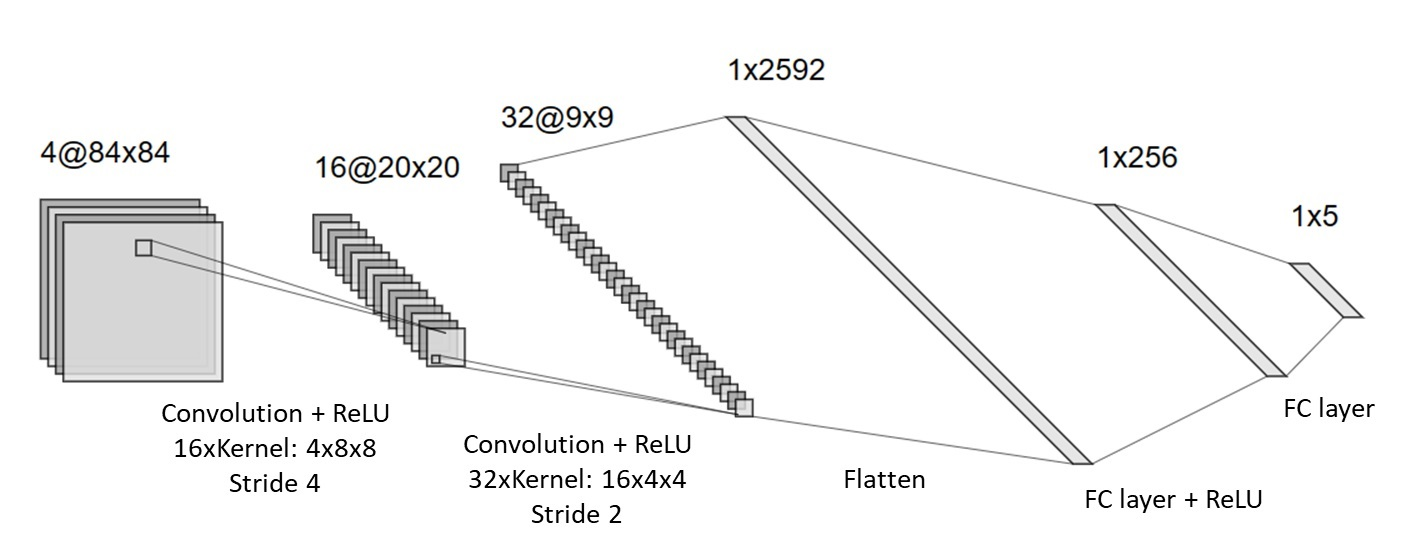 4@84x84
16@20x20
32@9x9
1x2592
1x256
1x5
Convolution + ReLU
16xKernel: 4x8x8
Stride 4
Convolution + ReLU
32xKernel: 16x4x4
Stride 2
Flatten
FC layer + ReLU
FC layer